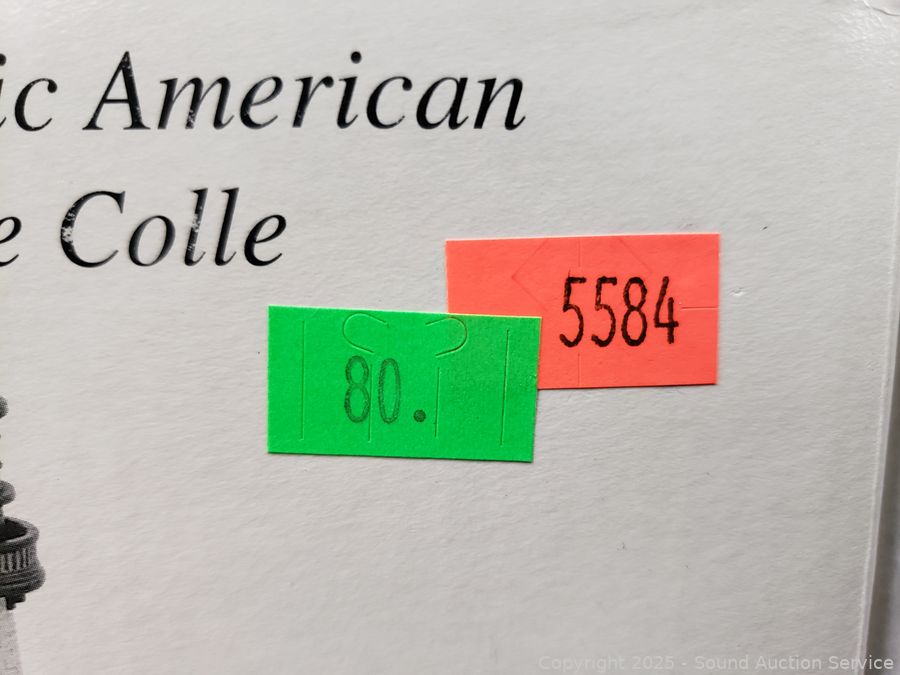 ic American
e Colle
5584
80.
Copyright 2025 - Sound Auction Service